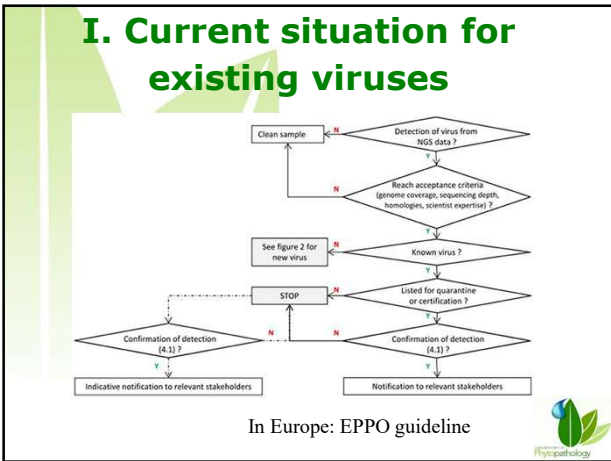 I. Current situation for
existing viruses
Clean sample
N
Detection of virus from
NGS data ?
Y
N
Reach acceptance criteria
(genome coverage, sequencing depth,
homologies, scientist expertise) ?
Y
See figure 2 for
new virus
N
Known virus ?
Y
STOP
N
Listed for quarantine
or certification ?
Y
Confirmation of detection
(4.1) ?
N
N
Confirmation of detection
(4.1) ?
Y
Y
Indicative notification to relevant stakeholders
Notification to relevant stakeholders
In Europe: EPPO guideline
Phytopathology